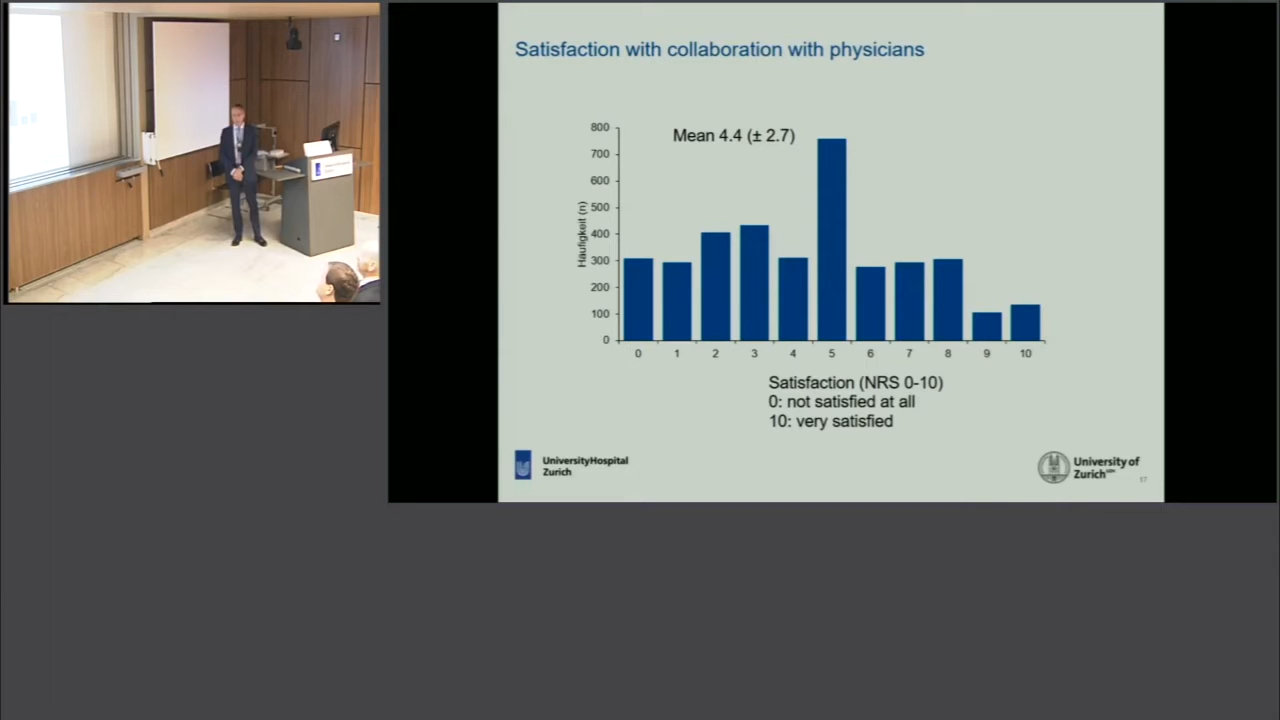 Satisfaction with collaboration with physicians
Mean 4.4 (± 2.7)
Häufigkeit (n)
800
700
600
500
400
300
200
100
0
0 1 2 3 4 5 6 7 8 9 10
Satisfaction (NRS 0-10)
0: not satisfied at all
10: very satisfied
UniversityHospital
Zurich
University of
Zurich
17